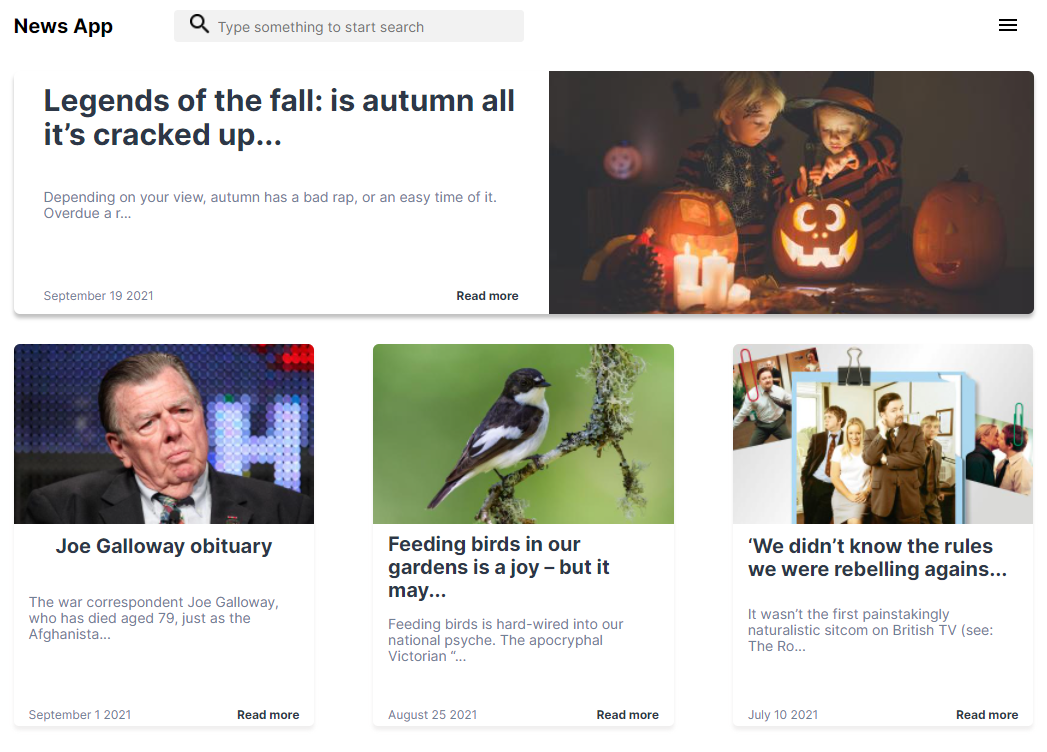 News App
Type something to start search
Legends of the fall: is autumn all
it’s cracked up...
Depending on your view, autumn has a bad rap, or an easy time of it.
Overdue a r...
September 19 2021
Read more
H
Joe Galloway obituary
The war correspondent Joe Galloway,
who has died aged 79, just as the
Afghanista...
September 1 2021
Read more
Feeding birds in our
gardens is a joy – but it
may...
Feeding birds is hard-wired into our
national psyche. The apocryphal
Victorian “...
August 25 2021
Read more
‘We didn’t know the rules
we were rebelling agains...
It wasn’t the first painstakingly
naturalistic sitcom on British TV (see:
The Ro...
July 10 2021
Read more